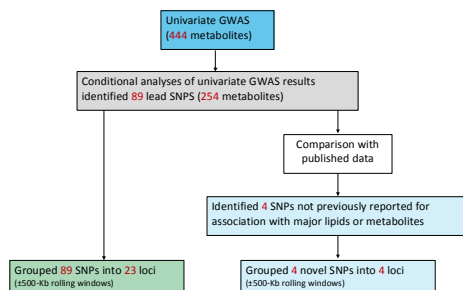 Univariate GWAS
(444 metabolites)
Conditional analyses of univariate GWAS results
identified 89 lead SNPS (254 metabolites)
Comparison with
published data
Identified 4 SNPs not previously reported for
association with major lipids or metabolites
Grouped 89 SNPs into 23 loci
(±500-Kb rolling windows)
Grouped 4 novel SNPs into 4 loci
(±500-Kb rolling windows)